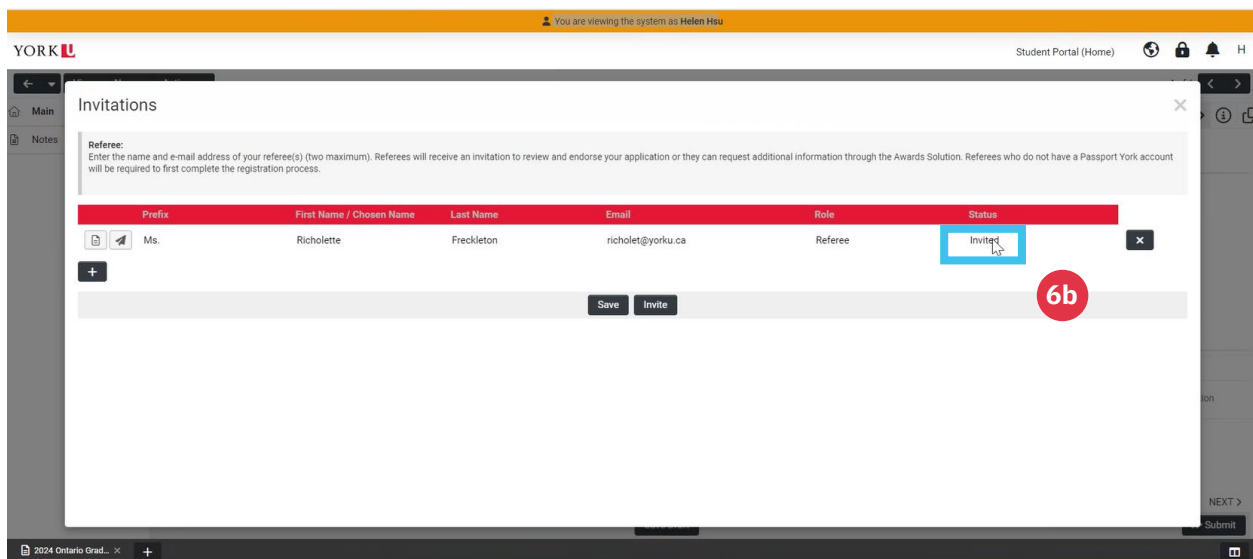 You are viewing the system as Helen Hsu
YORK U
Student Portal (Home)
H
Main
Notes
Invitations
Referee:
Enter the name and e-mail address of your referee(s) (two maximum). Referees will receive an invitation to review and endorse your application or they can request additional information through the Awards Solution. Referees who do not have a Passport York account
will be required to first complete the registration process.
Prefix First Name / Chosen Name Last Name Email Role Status
Ms. Richolette Freckleton richolet@yorku.ca Referee Invited
Save Invite
6b
NEXT >
Submit
2024 Ontario Grad...